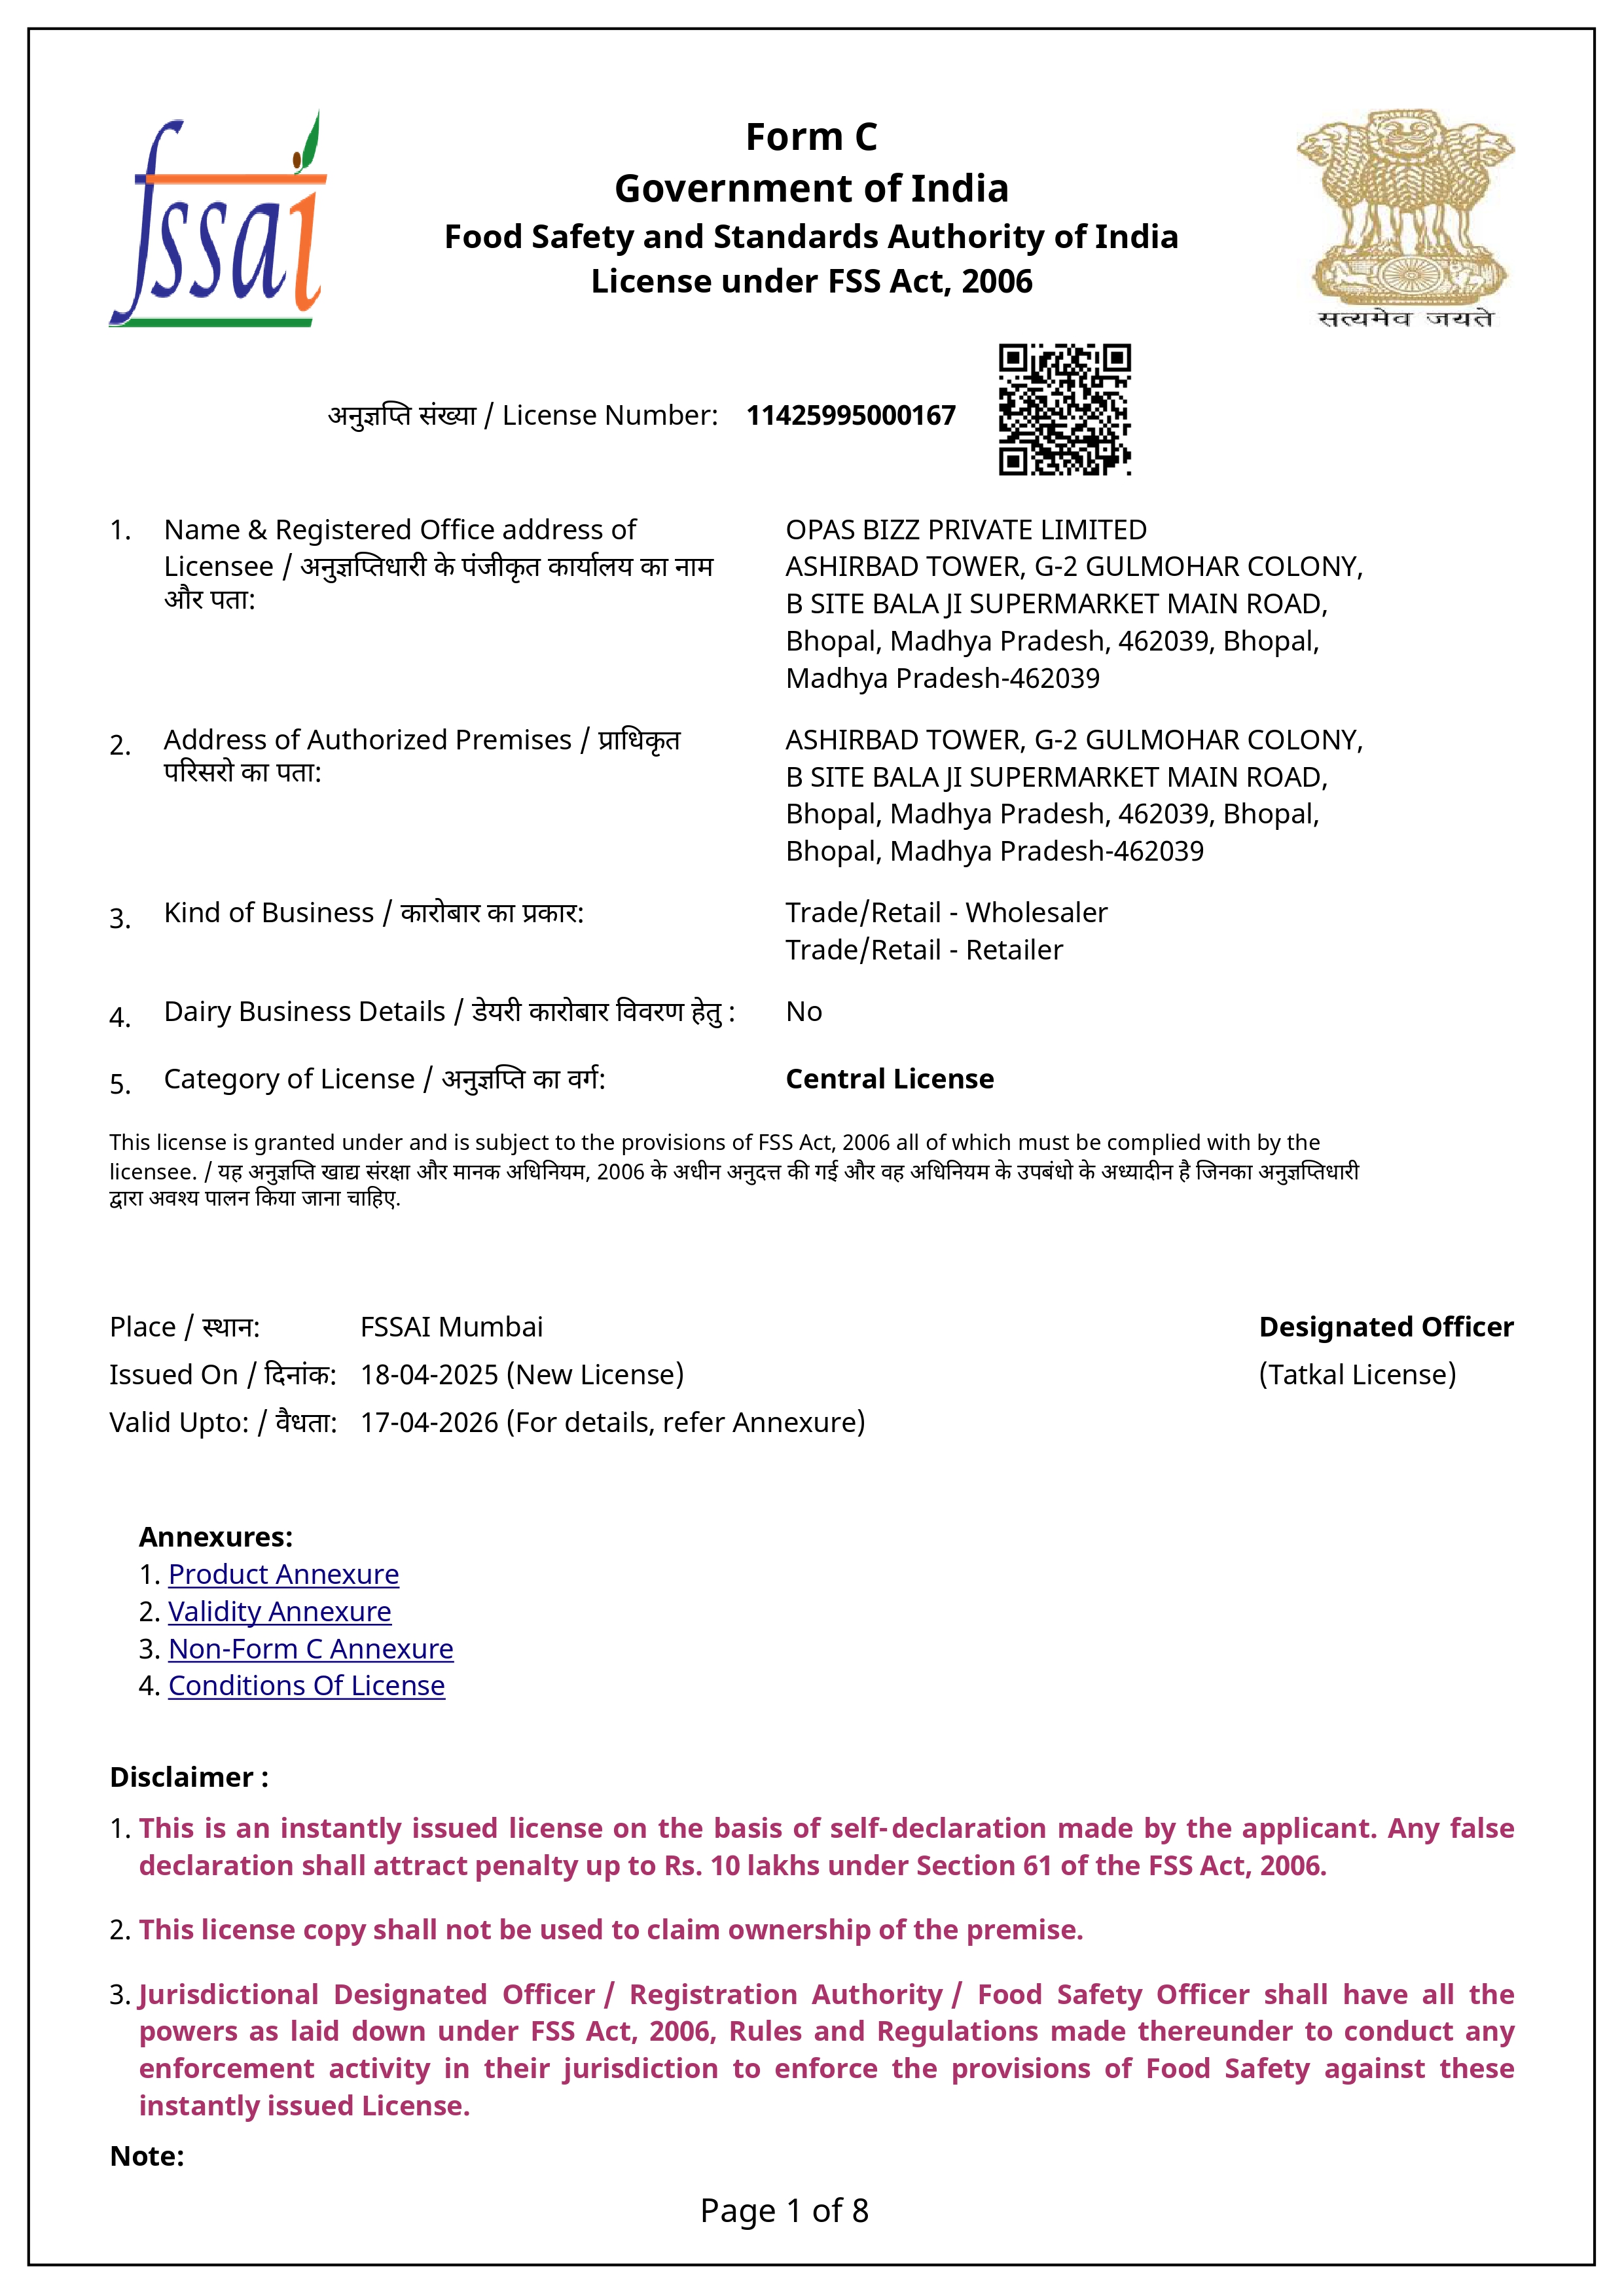 fssai
Form C
Government of India
Food Safety and Standards Authority of India
License under FSS Act, 2006
सत्यमेव जयते
अनुज्ञप्ति संख्या / License Number: 11425995000167
1. Name & Registered Office address of
Licensee / अनुज्ञप्तिधारी के पंजीकृत कार्यालय का नाम
और पता:
OPAS BIZZ PRIVATE LIMITED
ASHIRBAD TOWER, G-2 GULMOHAR COLONY,
B SITE BALA JI SUPERMARKET MAIN ROAD,
Bhopal, Madhya Pradesh, 462039, Bhopal,
Madhya Pradesh-462039
2. Address of Authorized Premises / प्राधिकृत
परिसरो का पता:
ASHIRBAD TOWER, G-2 GULMOHAR COLONY,
B SITE BALA JI SUPERMARKET MAIN ROAD,
Bhopal, Madhya Pradesh, 462039, Bhopal,
Bhopal, Madhya Pradesh-462039
3. Kind of Business / कारोबार का प्रकार:
Trade/Retail - Wholesaler
Trade/Retail - Retailer
4. Dairy Business Details / डेयरी कारोबार विवरण हेतु : No
5. Category of License / अनुज्ञप्ति का वर्ग: Central License
This license is granted under and is subject to the provisions of FSS Act, 2006 all of which must be complied with by the
licensee. / यह अनुज्ञप्ति खाद्य संरक्षा और मानक अधिनियम, 2006 के अधीन अनुदत्त की गई और वह अधिनियम के उपबंधो के अध्यादीन है जिनका अनुज्ञप्तिधारी
द्वारा अवश्य पालन किया जाना चाहिए.
Place / स्थान: FSSAI Mumbai Designated Officer
Issued On / दिनांक: 18-04-2025 (New License) (Tatkal License)
Valid Upto: / वैधता: 17-04-2026 (For details, refer Annexure)
Annexures:
1. Product Annexure
2. Validity Annexure
3. Non-Form C Annexure
4. Conditions Of License
Disclaimer :
1. This is an instantly issued license on the basis of self-declaration made by the applicant. Any false
declaration shall attract penalty up to Rs. 10 lakhs under Section 61 of the FSS Act, 2006.
2. This license copy shall not be used to claim ownership of the premise.
3. Jurisdictional Designated Officer / Registration Authority / Food Safety Officer shall have all the
powers as laid down under FSS Act, 2006, Rules and Regulations made thereunder to conduct any
enforcement activity in their jurisdiction to enforce the provisions of Food Safety against these
instantly issued License.
Note:
Page 1 of 8